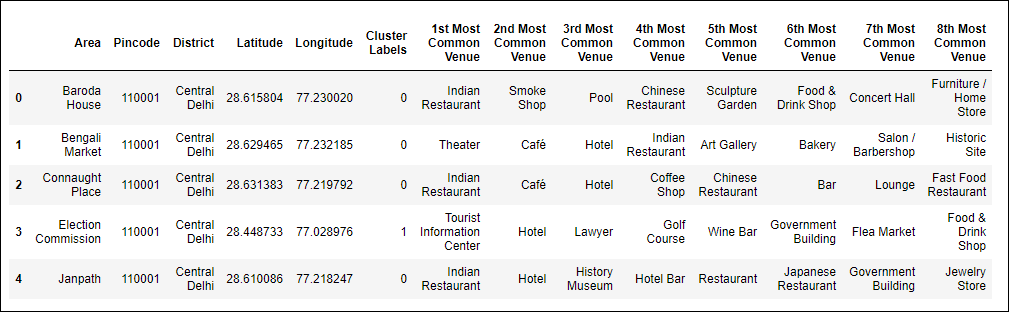 Area Pincode District Latitude Longitude Cluster Labels 1st Most Common Venue 2nd Most Common Venue 3rd Most Common Venue 4th Most Common Venue 5th Most Common Venue 6th Most Common Venue 7th Most Common Venue 8th Most Common Venue
0 Baroda House 110001 Central Delhi 28.615804 77.230020 0 Indian Restaurant Smoke Shop Pool Chinese Restaurant Sculpture Garden Food & Drink Shop Concert Hall Furniture / Home Store
1 Bengali Market 110001 Central Delhi 28.629465 77.232185 0 Theater Café Hotel Indian Restaurant Art Gallery Bakery Salon / Barbershop Historic Site
2 Connaught Place 110001 Central Delhi 28.631383 77.219792 0 Indian Restaurant Café Hotel Coffee Shop Chinese Restaurant Bar Lounge Fast Food Restaurant
3 Election Commission 110001 Central Delhi 28.448733 77.028976 1 Tourist Information Center Hotel Lawyer Golf Course Wine Bar Government Building Flea Market Food & Drink Shop
4 Janpath 110001 Central Delhi 28.610086 77.218247 0 Indian Restaurant Hotel History Museum Hotel Bar Restaurant Japanese Restaurant Government Building Jewelry Store